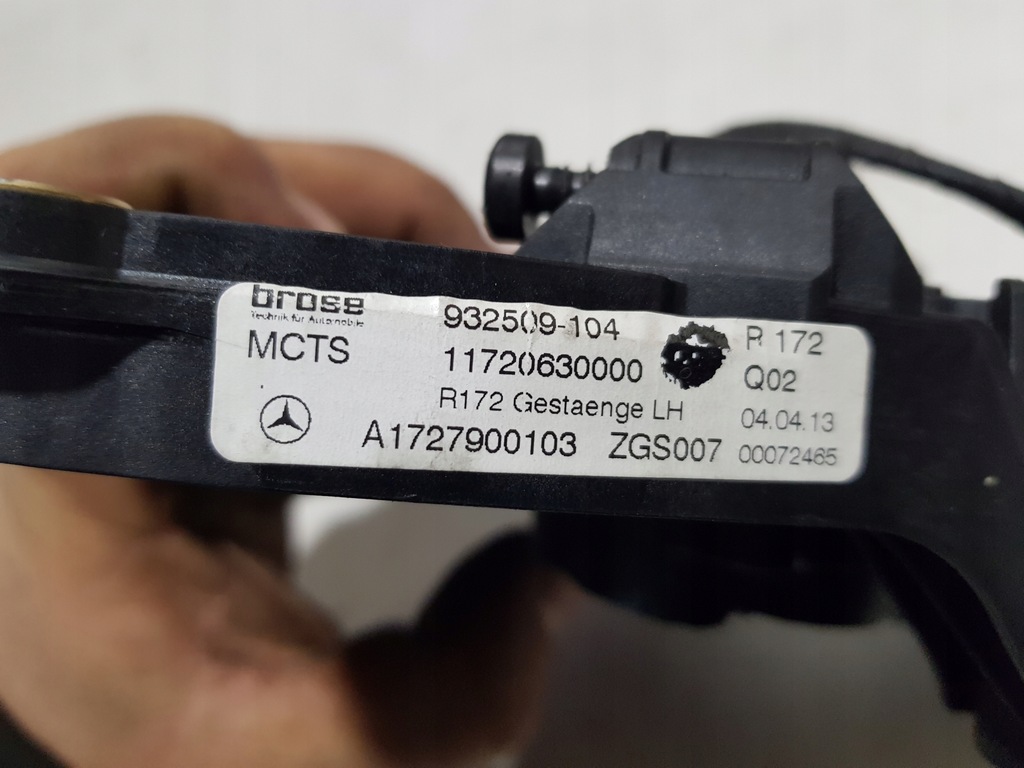 brose
Technik für Automobile
MCTS
932509-104
11720630000
R172 Gestaenge LH
A1727900103 ZGS007
R 172
Q02
04.04.13
00072465